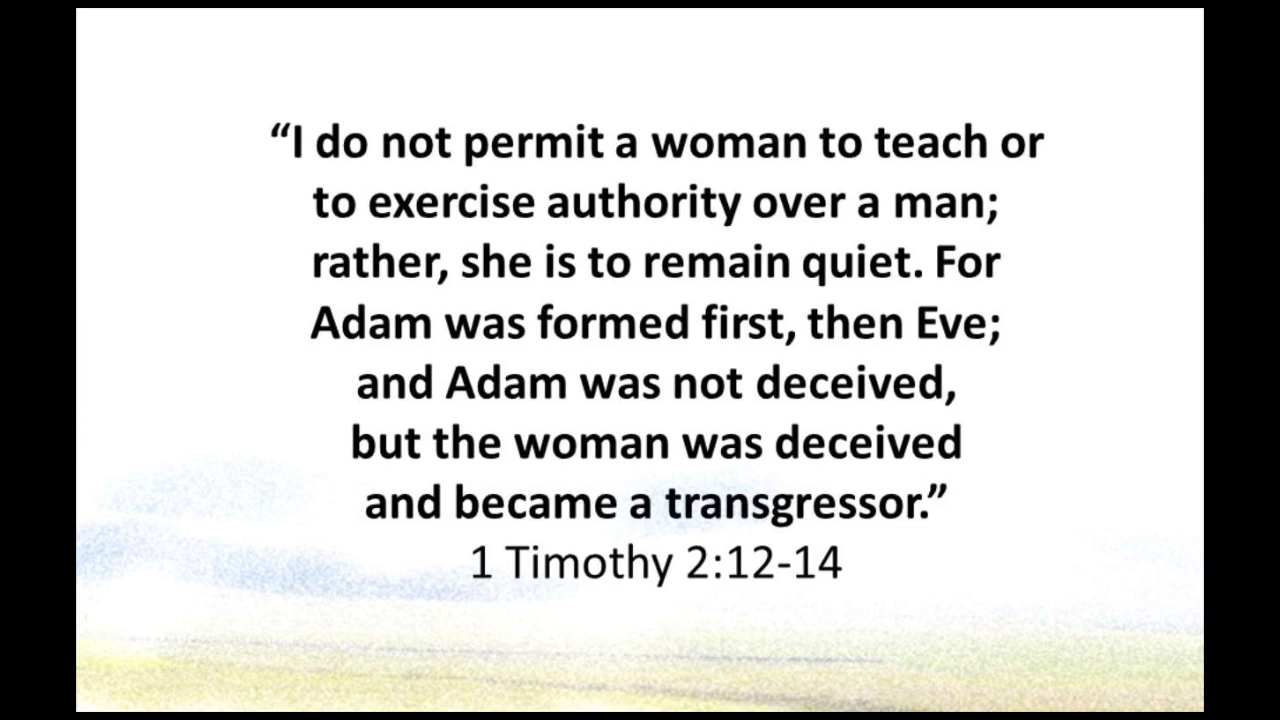 “I do not permit a woman to teach or
to exercise authority over a man;
rather, she is to remain quiet. For
Adam was formed first, then Eve;
and Adam was not deceived,
but the woman was deceived
and became a transgressor.”
1 Timothy 2:12-14